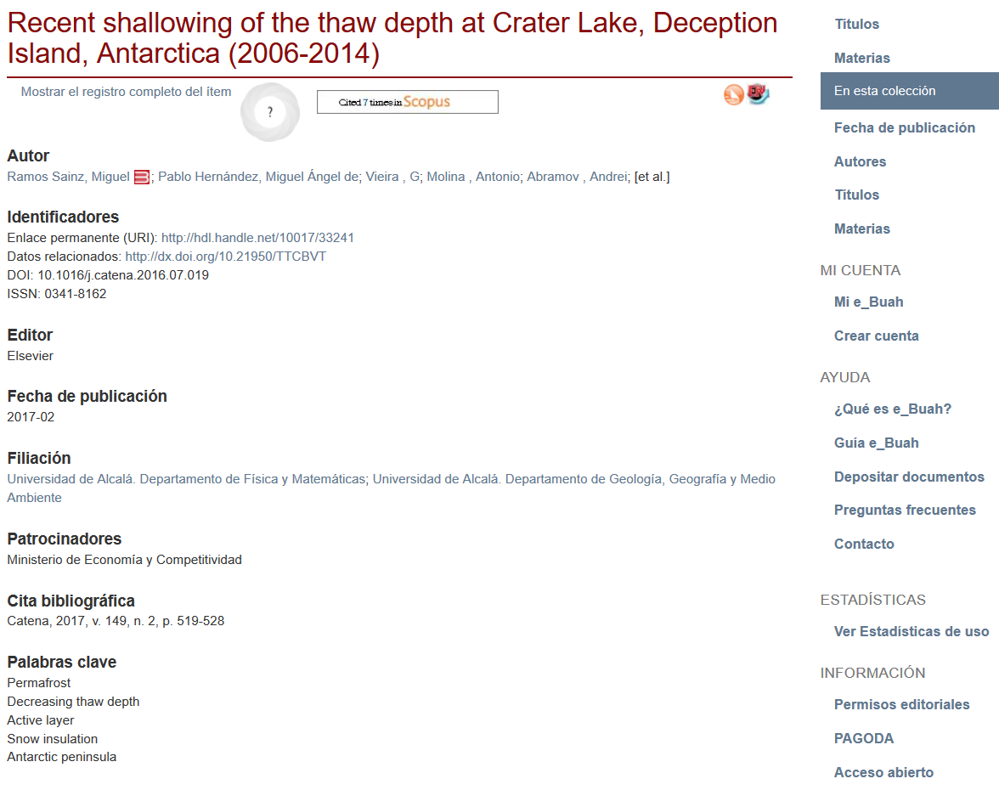 Recent shallowing of the thaw depth at Crater Lake, Deception
Island, Antarctica (2006-2014)
Mostrar el registro completo del ítem
?
Cited 7 times in Scopus
Autor
Ramos Sainz, Miguel ; Pablo Hernández, Miguel Ángel de; Vieira , G; Molina , Antonio; Abramov , Andrei; [et al.]
Identificadores
Enlace permanente (URI): http://hdl.handle.net/10017/33241
Datos relacionados: http://dx.doi.org/10.21950/TTCBVT
DOI: 10.1016/j.catena.2016.07.019
ISSN: 0341-8162
Editor
Elsevier
Fecha de publicación
2017-02
Filiación
Universidad de Alcalá. Departamento de Física y Matemáticas; Universidad de Alcalá. Departamento de Geología, Geografía y Medio
Ambiente
Patrocinadores
Ministerio de Economía y Competitividad
Cita bibliográfica
Catena, 2017, v. 149, n. 2, p. 519-528
Palabras clave
Permafrost
Decreasing thaw depth
Active layer
Snow insulation
Antarctic peninsula
Títulos
Materias
En esta colección
Fecha de publicación
Autores
Títulos
Materias
MI CUENTA
Mi e_Buah
Crear cuenta
AYUDA
¿Qué es e_Buah?
Guía e_Buah
Depositar documentos
Preguntas frecuentes
Contacto
ESTADÍSTICAS
Ver Estadísticas de uso
INFORMACIÓN
Permisos editoriales
PAGODA
Acceso abierto